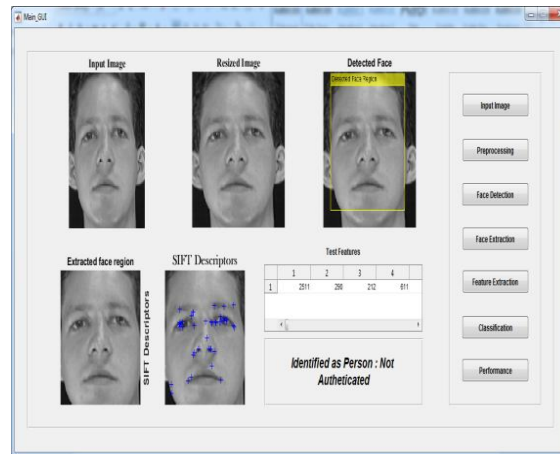 Main_GUI
Input Image
Resized Image
Detected Face
Detected Face Region
Input Image
Preprocessing
Face Detection
Face Extraction
Feature Extraction
Classification
Performance
Extracted face region
SIFT Descriptors
SIFT Descriptors
Test Features
1 2 3 4
1 2511 290 212 611
Identified as Person : Not
Autheticated